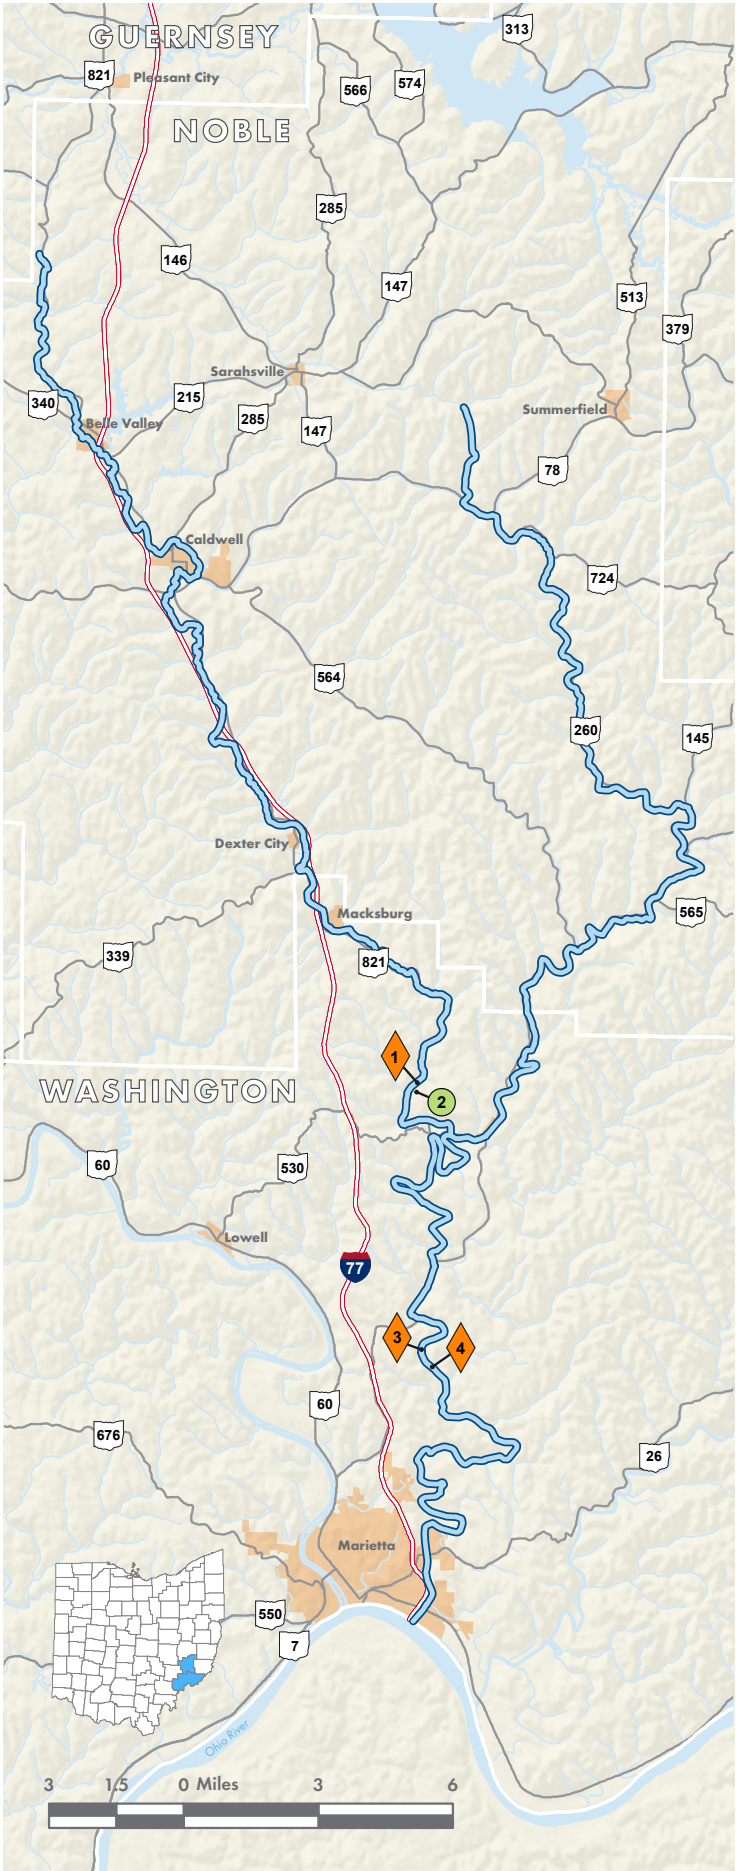 313
GUERNSEY
821
Pleasant City
574
566
NOBLE
285
146
147
513
379
Sarahsville
215
340
Summerfield
285
Belle Valley
147
78
Caldwell
724
564
260
145
Dexter City
565
Macksburg
339
821
1
WASHINGTON
2
60
530
Lowell
77
3
4
60
676
26
Marietta
550
7
Ohio River
3 1.5 0 Miles 3 6